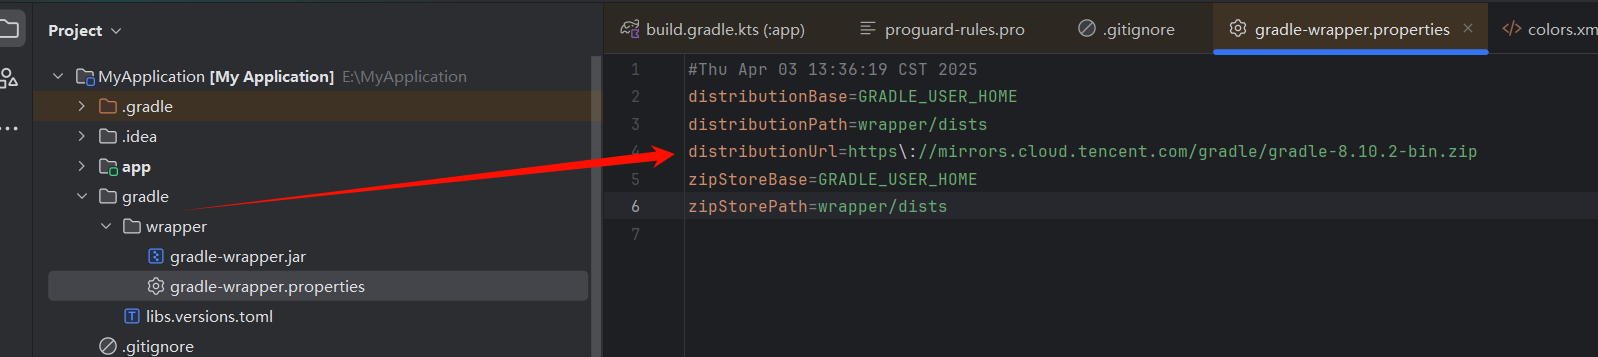 Project
MyApplication [My Application] E:\MyApplication
.gradle
.idea
app
gradle
wrapper
gradle-wrapper.jar
gradle-wrapper.properties
libs.versions.toml
.gitignore
build.gradle.kts (:app) proguard-rules.pro .gitignore gradle-wrapper.properties colors.xm
1 #Thu Apr 03 13:36:19 CST 2025
2 distributionBase=GRADLE_USER_HOME
3 distributionPath=wrapper/dists
4 distributionUrl=https\://mirrors.cloud.tencent.com/gradle/gradle-8.10.2-bin.zip
5 zipStoreBase=GRADLE_USER_HOME
6 zipStorePath=wrapper/dists
7